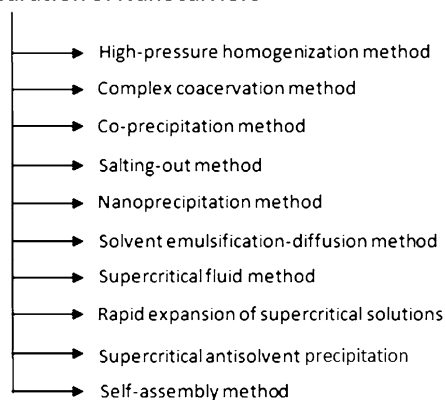 High-pressure homogenization method
Complex coacervation method
Co-precipitation method
Salting-out method
Nanoprecipitation method
Solvent emulsification-diffusion method
Supercritical fluid method
Rapid expansion of supercritical solutions
Supercritical antisolvent precipitation
Self-assembly method